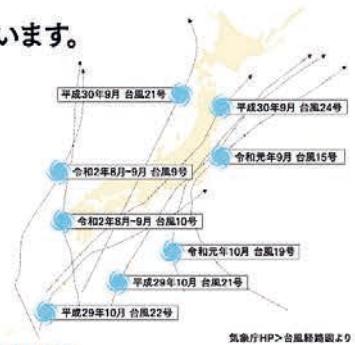 います。
平成30年9月 台風21号
平成30年9月 台風24号
令和元年9月 台風15号
令和2年8月~9月 台風9号
令和2年8月~9月 台風10号
令和元年10月 台風19号
平成29年10月 台風21号
平成29年10月 台風22号
気象庁HP>台風経路図より